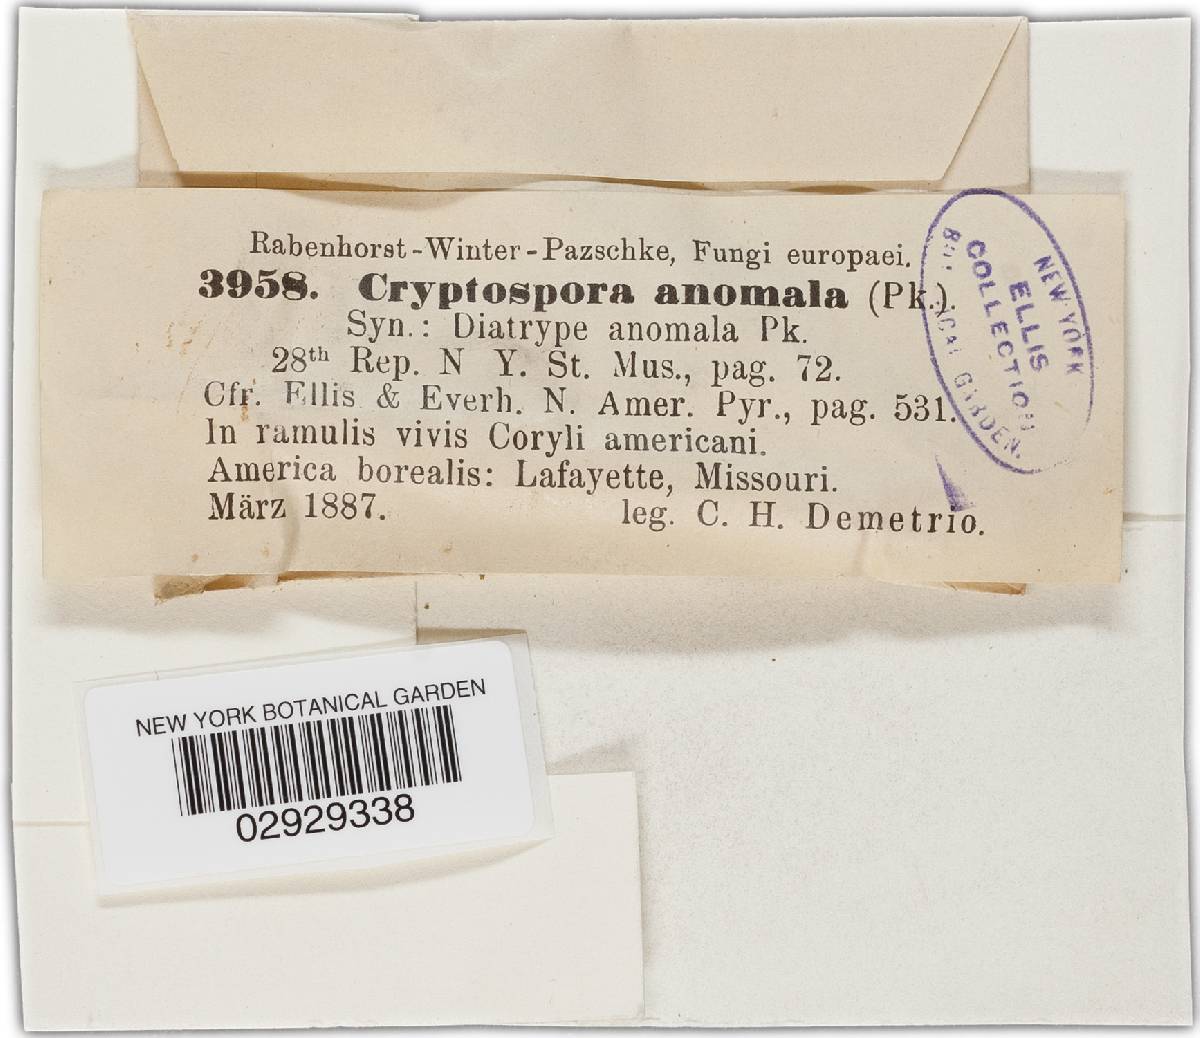 Rabenhorst-Winter-Pazschke, Fungi europaei.
3958. Cryptospora anomala (Pk.).
Syn.: Diatrype anomala Pk.
28th Rep. N Y. St. Mus., pag. 72.
Cfr. Ellis & Everh. N. Amer. Pyr., pag. 531.
In ramulis vivis Coryli americani.
America borealis: Lafayette, Missouri.
März 1887. leg. C. H. Demetrio.
NEW YORK
ELLIS
COLLECTION
GARDEN.
NEW YORK BOTANICAL GARDEN
02929338